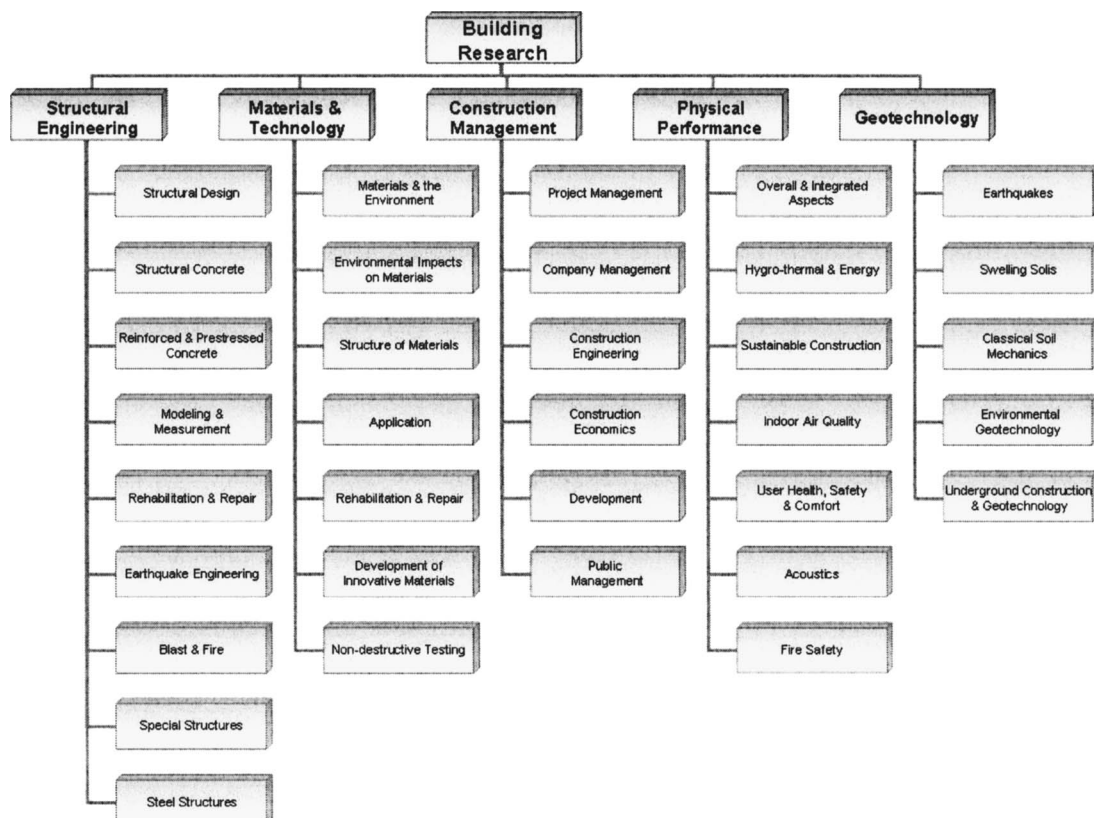 Building
Research
Structural
Engineering
Materials &
Technology
Construction
Management
Physical
Performance
Geotechnology
Structural Design
Structural Concrete
Reinforced & Prestressed
Concrete
Modeling &
Measurement
Rehabilitation & Repair
Earthquake Engineering
Blast & Fire
Special Structures
Steel Structures
Materials & the
Environment
Environmental Impacts
on Materials
Structure of Materials
Application
Rehabilitation & Repair
Development of
Innovative Materials
Non-destructive Testing
Project Management
Company Management
Construction
Engineering
Construction
Economics
Development
Public
Management
Overall & Integrated
Aspects
Hygro-thermal & Energy
Sustainable Construction
Indoor Air Quality
User Health, Safety
& Comfort
Acoustics
Fire Safety
Earthquakes
Swelling Solis
Classical Soil
Mechanics
Environmental
Geotechnology
Underground Construction
& Geotechnology